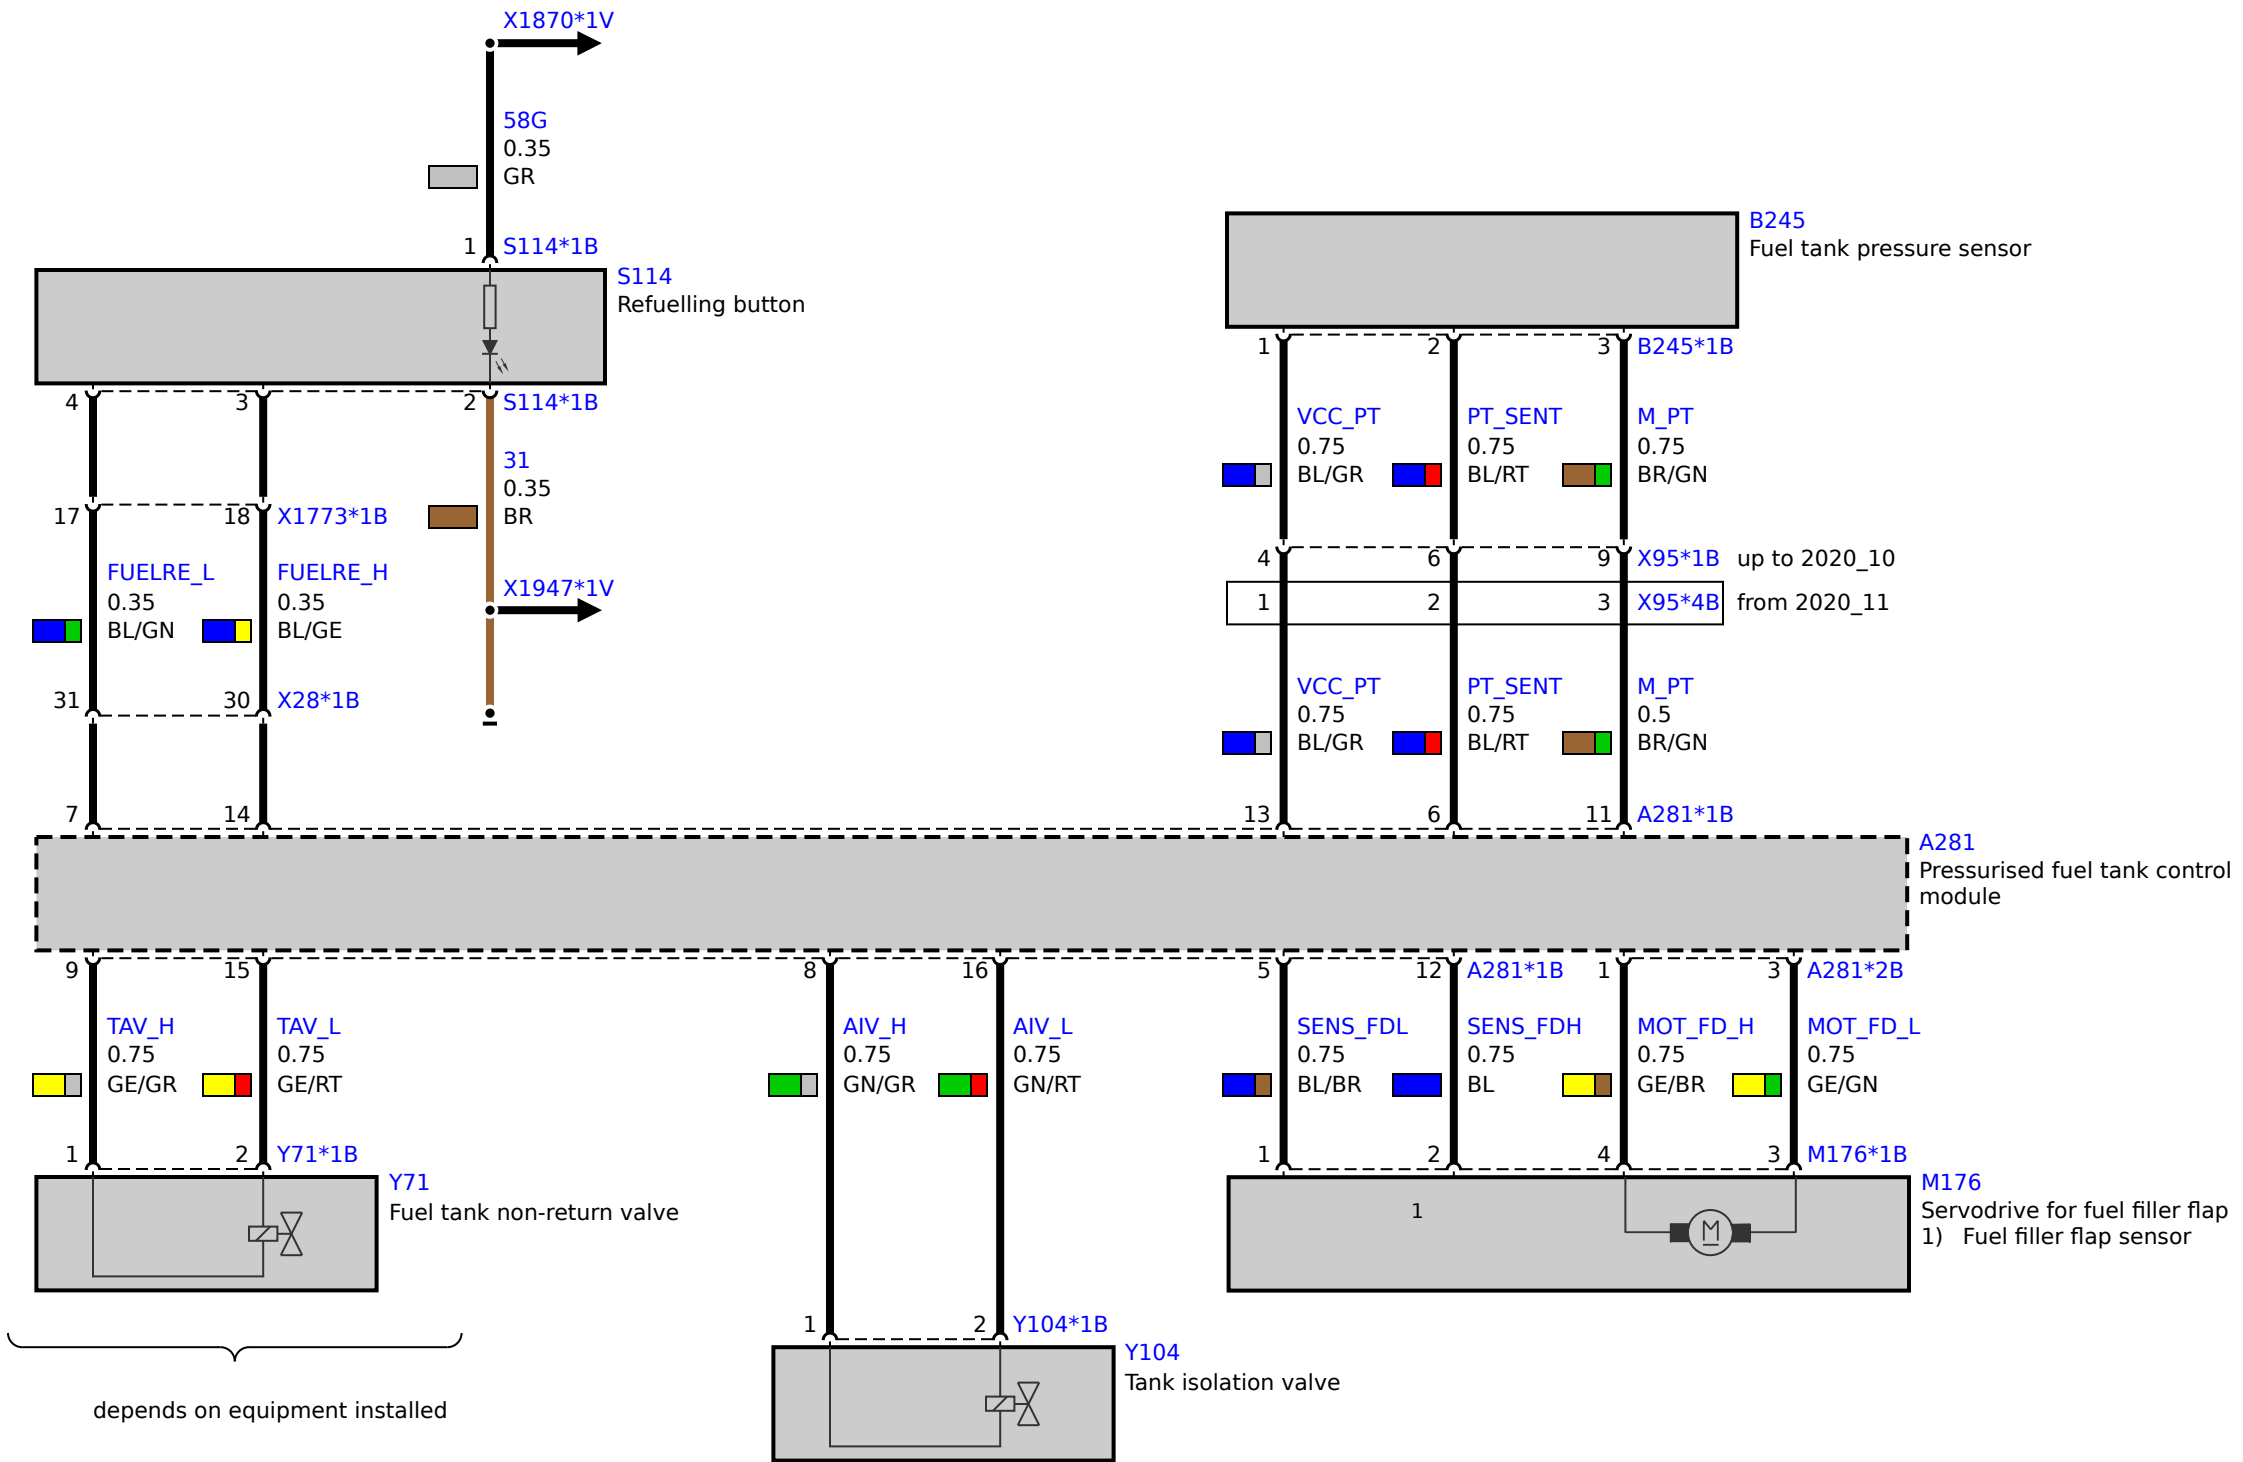 X1870*1V
58G
0.35
GR
1 S114*1B
S114
Refuelling button
4 3 2 S114*1B
31
0.35
BR
17 18 X1773*1B
FUELRE_L FUELRE_H
0.35 0.35
BL/GN BL/GE
X1947*1V
31 30 X28*1B
B245
Fuel tank pressure sensor
1 2 3 B245*1B
VCC_PT PT_SENT M_PT
0.75 0.75 0.75
BL/GR BL/RT BR/GN
4 6 9 X95*1B up to 2020_10
1 2 3 X95*4B from 2020_11
VCC_PT PT_SENT M_PT
0.75 0.75 0.5
BL/GR BL/RT BR/GN
7 14 13 6 11 A281*1B
A281
Pressurised fuel tank control
module
9 15 8 16 5 12 A281*1B 1 3 A281*2B
TAV_H TAV_L AIV_H AIV_L SENS_FDL SENS_FDH MOT_FD_H MOT_FD_L
0.75 0.75 0.75 0.75 0.75 0.75 0.75 0.75
GE/GR GE/RT GN/GR GN/RT BL/BR BL GE/BR GE/GN
1 2 Y71*1B 1 2 4 3 M176*1B
Y71
Fuel tank non-return valve
M176
Servodrive for fuel filler flap
1) Fuel filler flap sensor
1
M
1 2 Y104*1B
Y104
Tank isolation valve
depends on equipment installed